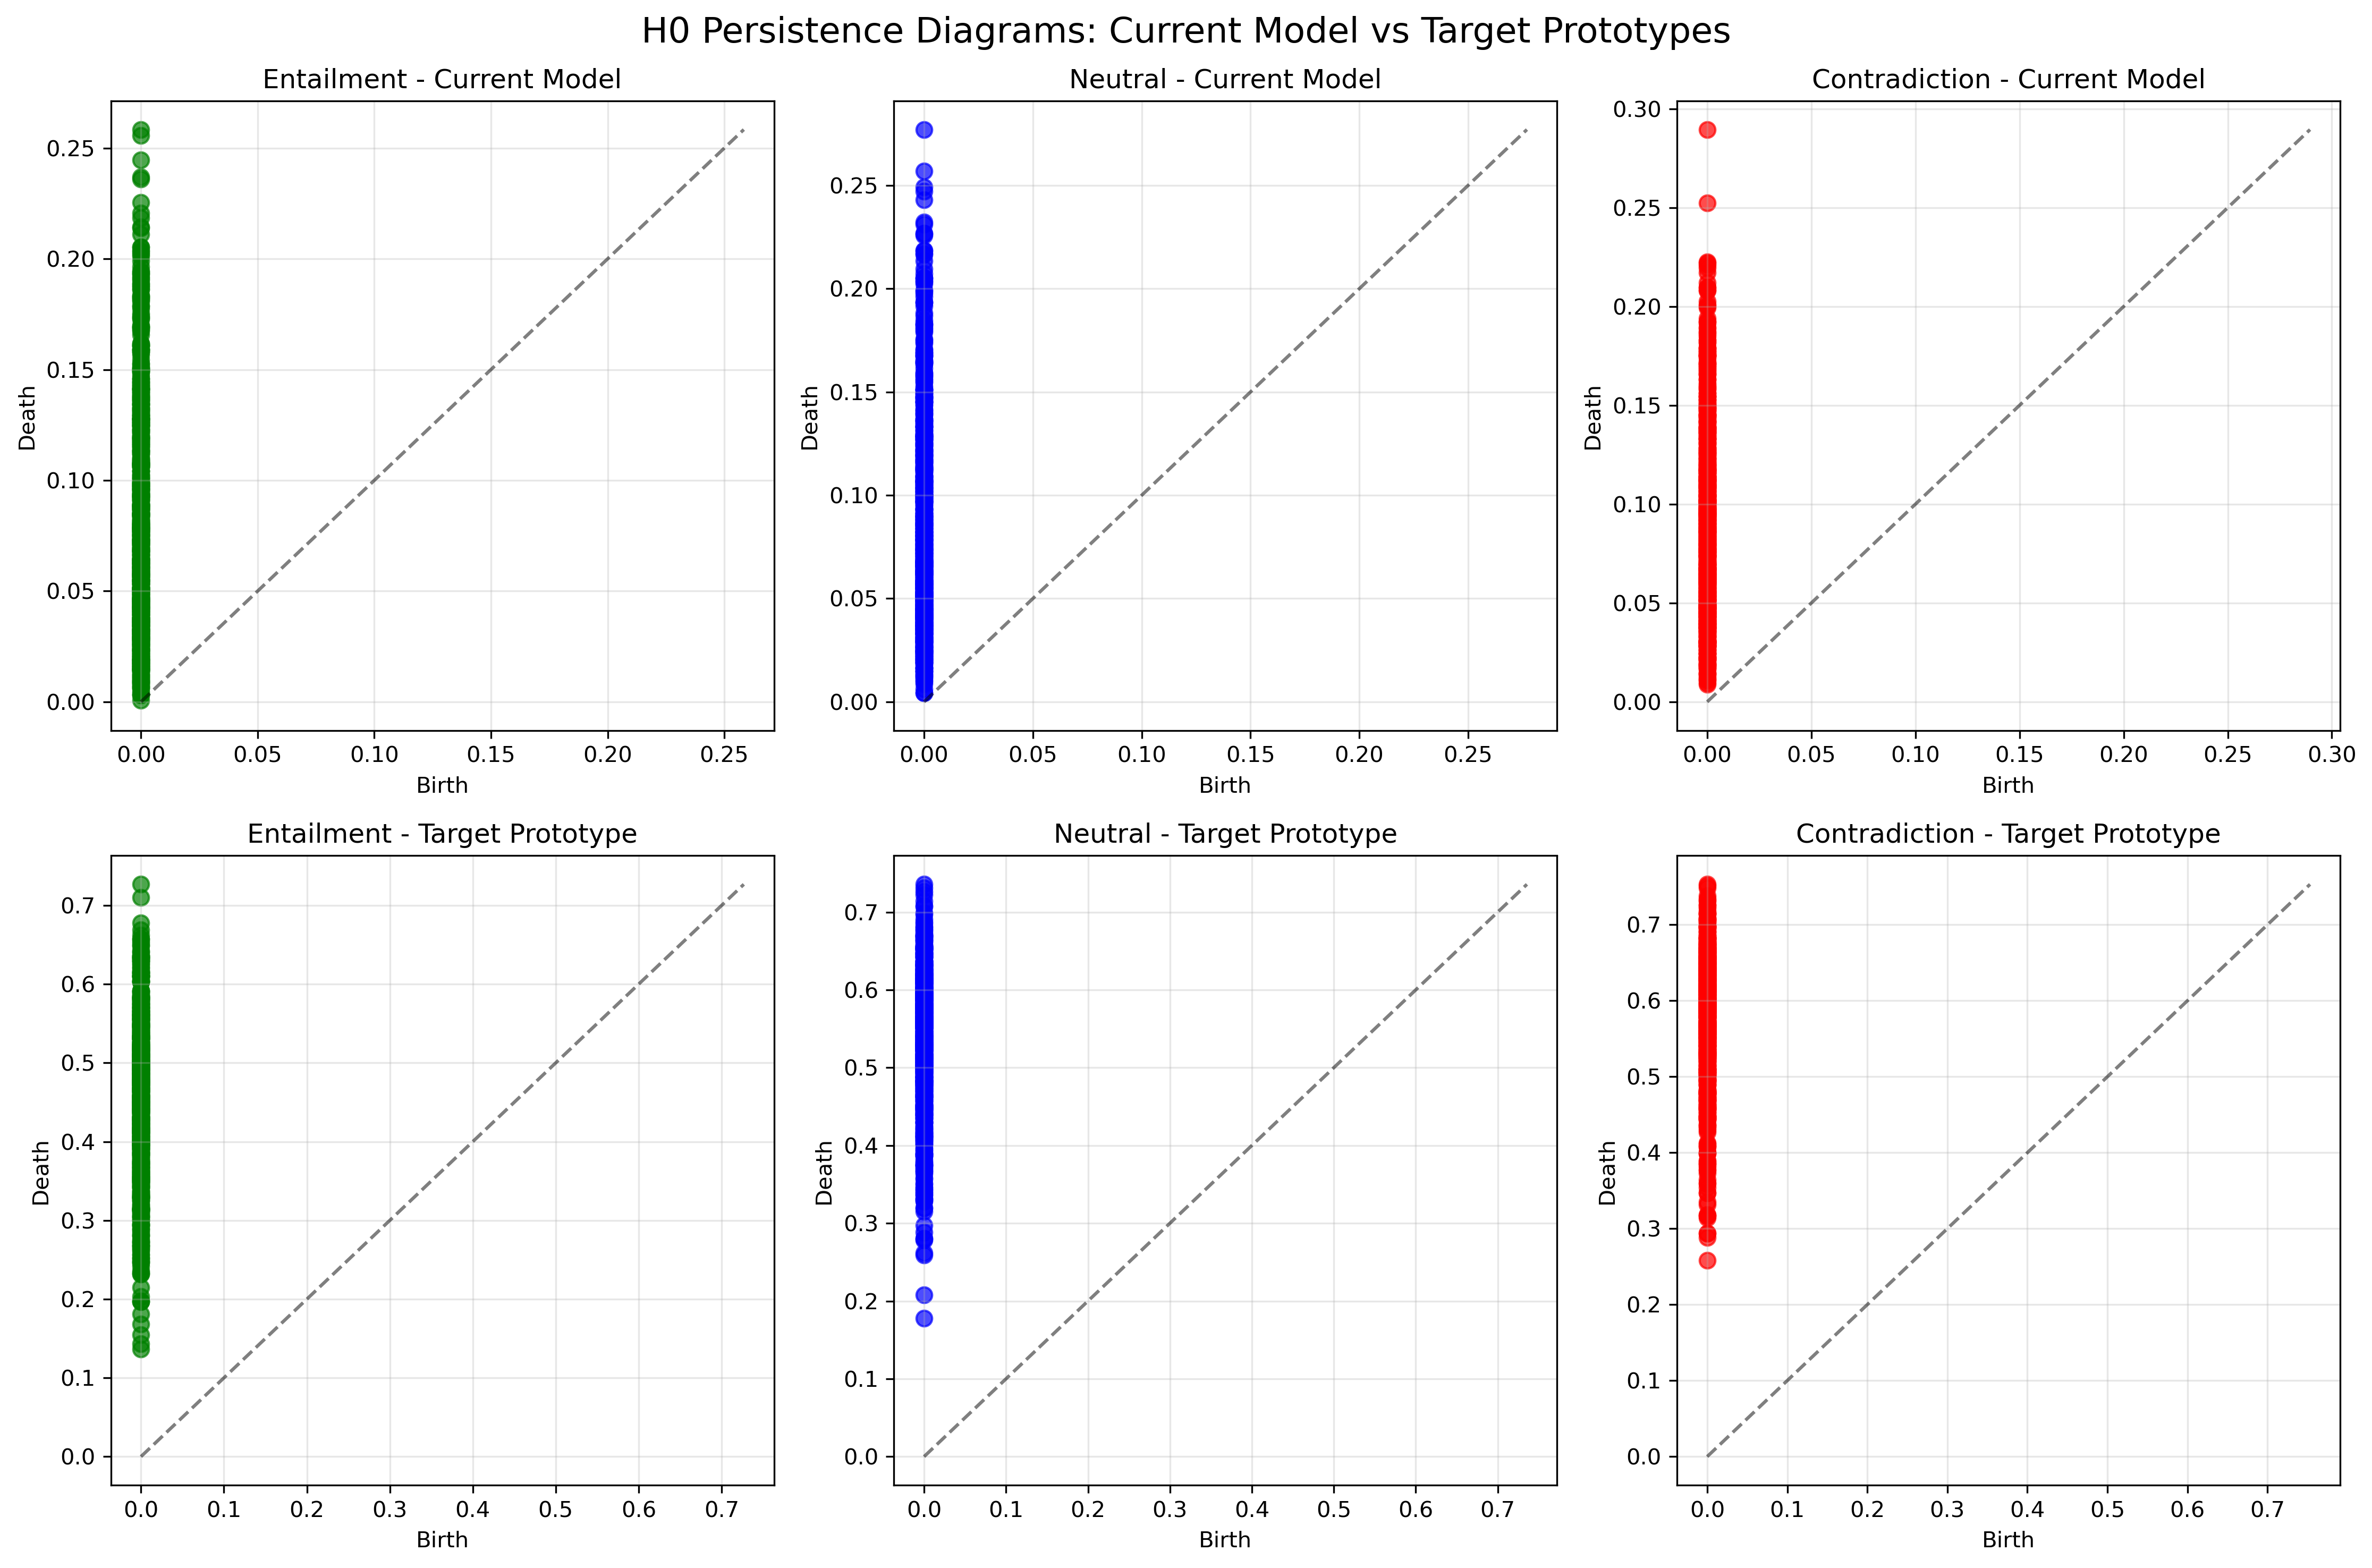 H0 Persistence Diagrams: Current Model vs Target Prototypes
Entailment - Current Model
Neutral - Current Model
Contradiction - Current Model
Death
0.25
0.20
0.15
0.10
0.05
0.00
0.00 0.05 0.10 0.15 0.20 0.25
Birth
Death
0.25
0.20
0.15
0.10
0.05
0.00
0.00 0.05 0.10 0.15 0.20 0.25
Birth
Death
0.30
0.25
0.20
0.15
0.10
0.05
0.00
0.00 0.05 0.10 0.15 0.20 0.25 0.30
Birth
Entailment - Target Prototype
Neutral - Target Prototype
Contradiction - Target Prototype
Death
0.7
0.6
0.5
0.4
0.3
0.2
0.1
0.0
0.0 0.1 0.2 0.3 0.4 0.5 0.6 0.7
Birth
Death
0.7
0.6
0.5
0.4
0.3
0.2
0.1
0.0
0.0 0.1 0.2 0.3 0.4 0.5 0.6 0.7
Birth
Death
0.7
0.6
0.5
0.4
0.3
0.2
0.1
0.0
0.0 0.1 0.2 0.3 0.4 0.5 0.6 0.7
Birth